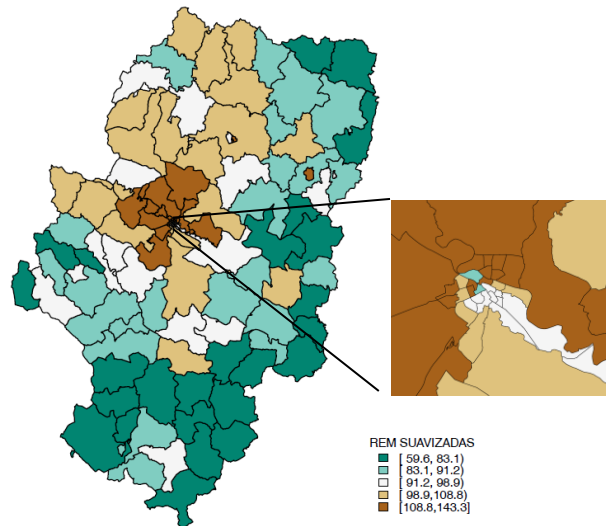 REM SUAVIZADAS
[ 59.6, 83.1)
[ 83.1, 91.2)
[ 91.2, 98.9)
[ 98.9,108.8)
[108.8,143.3]